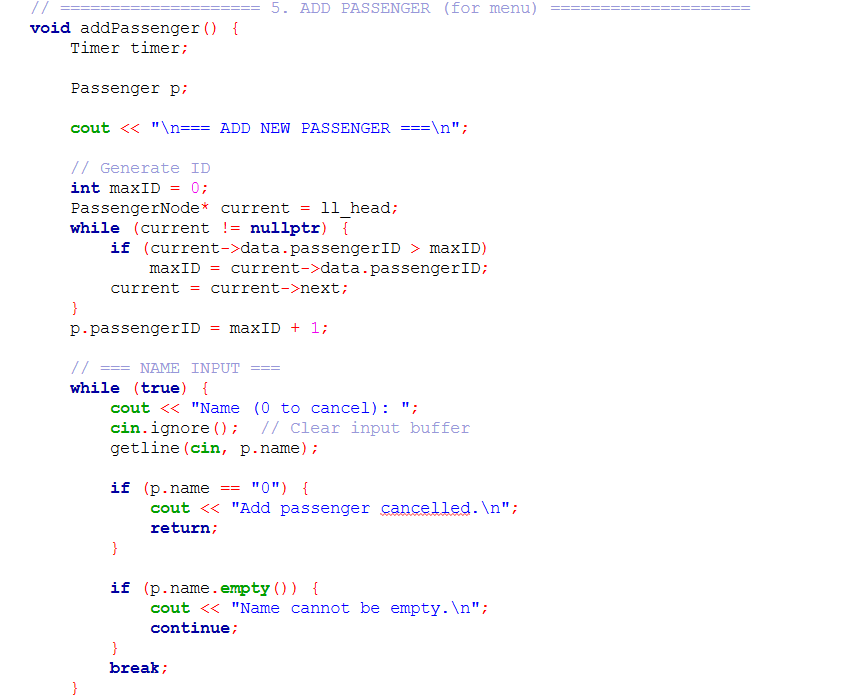 // ==================== 5. ADD PASSENGER (for menu) ====================
void addPassenger() {
    Timer timer;

    Passenger p;

    cout << "\n=== ADD NEW PASSENGER ===\n";

    // Generate ID
    int maxID = 0;
    PassengerNode* current = ll_head;
    while (current != nullptr) {
        if (current->data.passengerID > maxID)
            maxID = current->data.passengerID;
        current = current->next;
    }
    p.passengerID = maxID + 1;

    // === NAME INPUT ===
    while (true) {
        cout << "Name (0 to cancel): ";
        cin.ignore();  // Clear input buffer
        getline(cin, p.name);

        if (p.name == "0") {
            cout << "Add passenger cancelled.\n";
            return;
        }

        if (p.name.empty()) {
            cout << "Name cannot be empty.\n";
            continue;
        }
        break;
    }